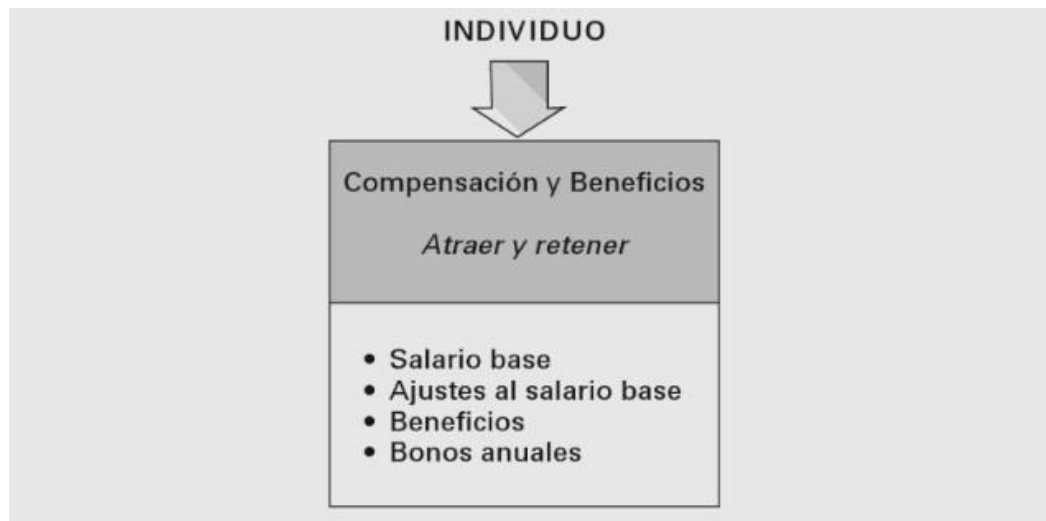 INDIVIDUO
Compensación y Beneficios
Atraer y retener
• Salario base
• Ajustes al salario base
• Beneficios
• Bonos anuales